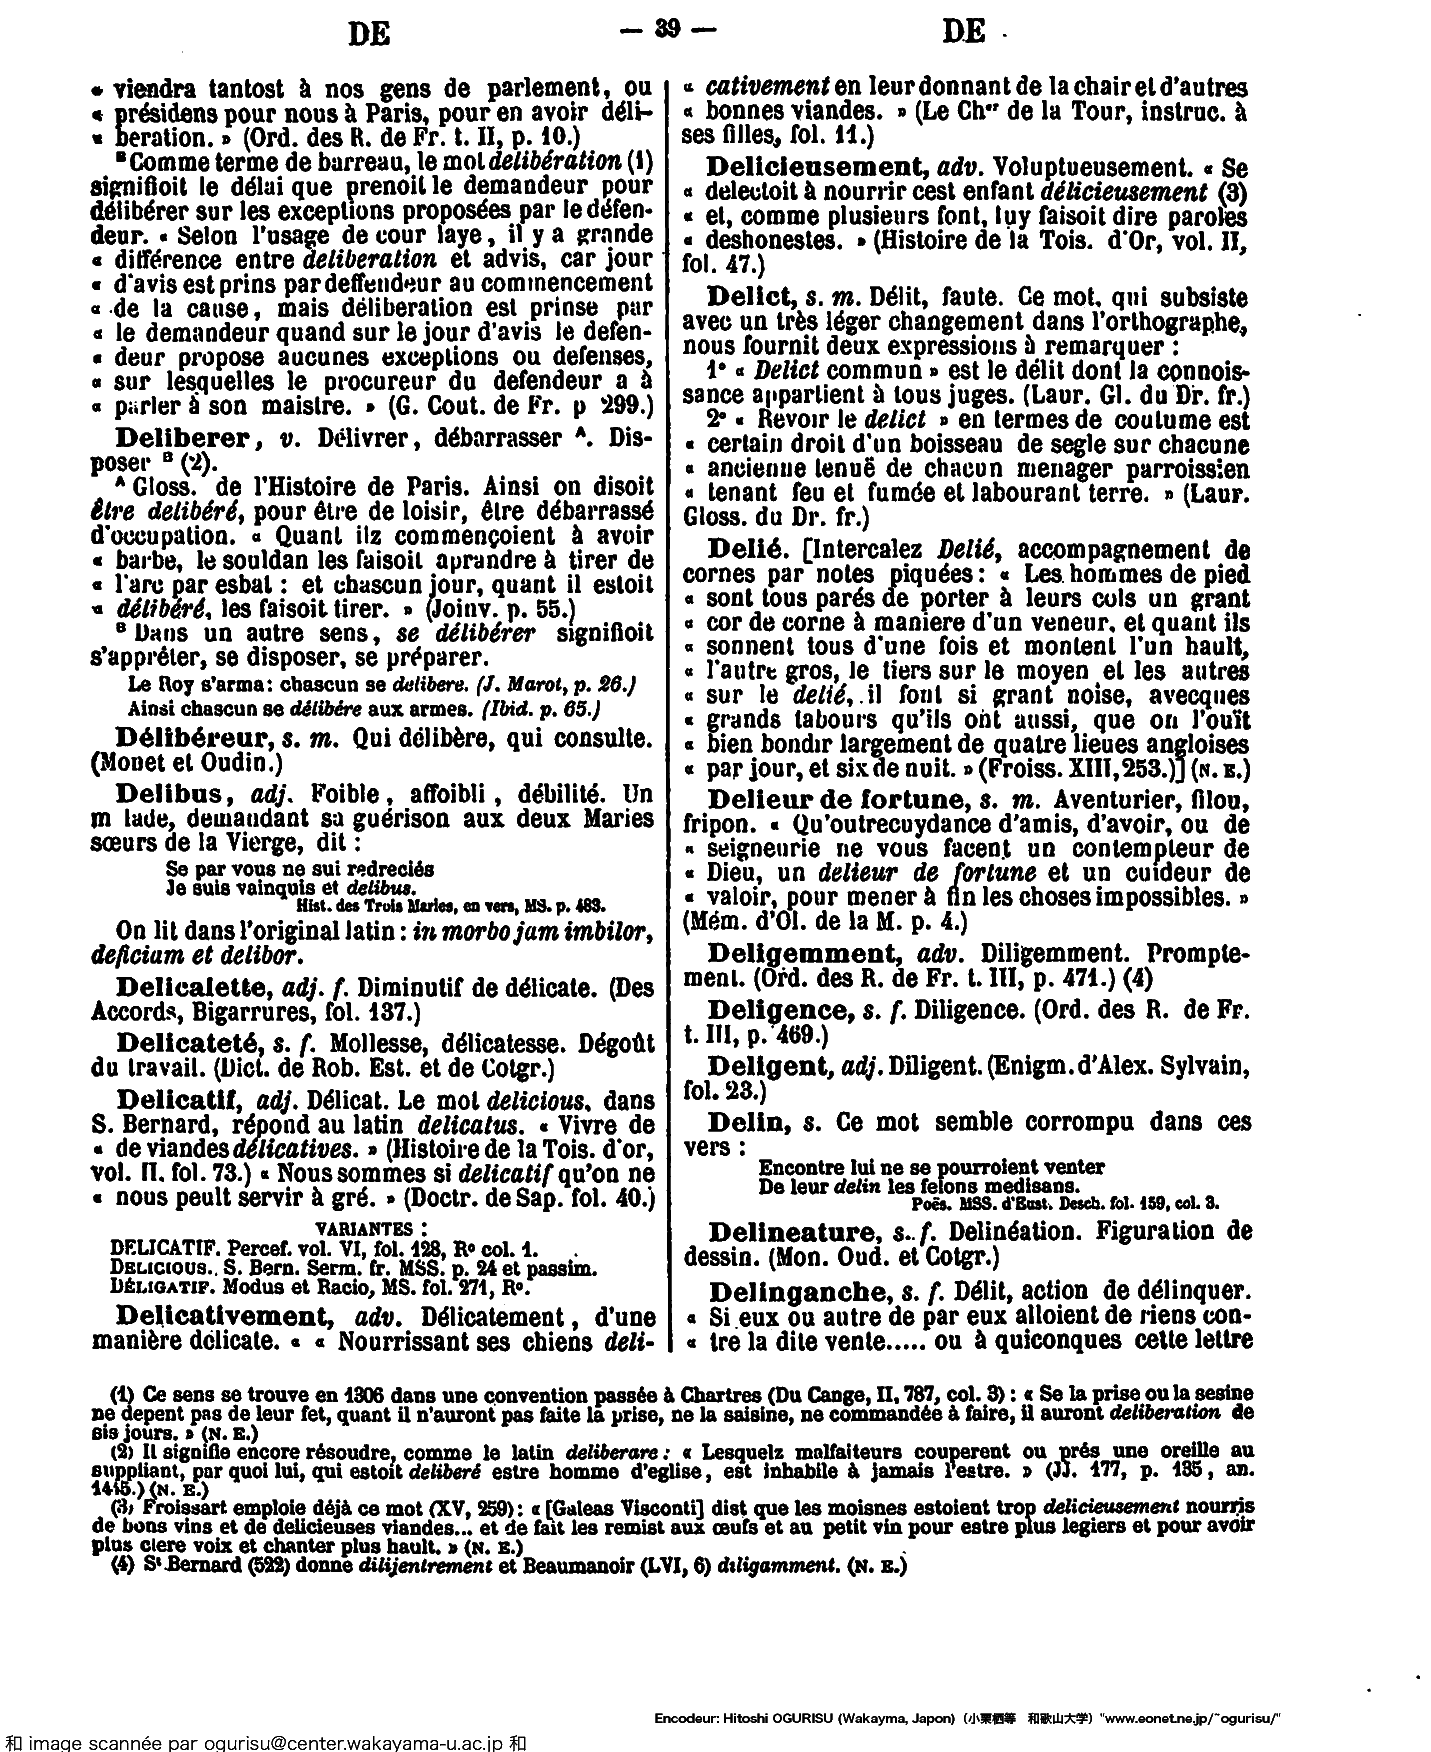 DE
— 39 —
DE
« viendra tantost à nos gens de parlement, ou
« présidens pour nous à Paris, pour en avoir déli-
« beration. » (Ord. des R. de Fr. t. II, p. 10.)
B Comme terme de barreau, le mot delibération (1)
signifioit le délai que prenoit le demandeur pour
délibérer sur les exceptions proposées par le défen-
deur. « Selon l'usage de cour laye, il y a grande
« différence entre deliberation et advis, car jour
« d'avis est prins par deffendeur au commencement
« de la cause, mais déliberation est prinse par
« le demandeur quand sur le jour d'avis le defen-
« deur propose aucunes exceptions ou defenses,
« sur lesquelles le procureur du defendeur a à
« parler à son maistre. » (G. Cout. de Fr. p 299.)
Deliberer, v. Délivrer, débarrasser A. Dis-
poser B (2).
A Gloss. de l'Histoire de Paris. Ainsi on disoit
être delibéré, pour être de loisir, être débarrassé
d'occupation. « Quant ilz commençoient à avoir
« barbe, le souldan les faisoit aprandre à tirer de
« l'arc par esbat : et chascun jour, quant il estoit
« délibéré, les faisoit tirer. » (Joinv. p. 55.)
B Dans un autre sens, se délibérer signifioit
s'apprêter, se disposer, se préparer.
Le Roy s'arma : chascun se delibere. (J. Marot, p. 26.)
Ainsi chascun se délibére aux armes. (Ibid. p. 65.)
Délibéreur, s. m. Qui délibère, qui consulte.
(Monet et Oudin.)
Delibus, adj. Foible, affoibli, débilité. Un
m lade, demandant sa guérison aux deux Maries
sœurs de la Vierge, dit :
Se par vous ne sui redreciés
Je suis vainquis et delibus.
Hist. des Trois Maries, en vers, MS. p. 483.
On lit dans l'original latin : in morbo jam imbilor,
deficium et delibor.
Delicalette, adj. f. Diminutif de délicate. (Des
Accords, Bigarrures, fol. 137.)
Delicateté, s. f. Mollesse, délicatesse. Dégoût
du travail. (Dict. de Rob. Est. et de Cotgr.)
Delicatif, adj. Délicat. Le mot delicious, dans
S. Bernard, répond au latin delicatus. « Vivre de
« de viandes délicatives. » (Histoire de la Tois. d'or,
vol. II. fol. 73.) « Nous sommes si delicatif qu'on ne
« nous peult servir à gré. » (Doctr. de Sap. fol. 40.)
VARIANTES :
DELICATIF. Percef. vol. VI, fol. 128, R° col. 1.
DELICIOUS. S. Bern. Serm. fr. MSS. p. 24 et passim.
DÉLIGATIF. Modus et Racio, MS. fol. 271, R°.
Delicativement, adv. Délicatement, d'une
manière délicate. « « Nourrissant ses chiens deli-
« cativement en leur donnant de la chair et d'autres
« bonnes viandes. » (Le Cher de la Tour, instruc. à
ses filles, fol. 11.)
Delicieusement, adv. Voluptueusement. « Se
« delectoit à nourrir cest enfant délicieusement (3)
« et, comme plusieurs font, luy faisoit dire paroles
« deshonestes. » (Histoire de la Tois. d'Or, vol. II,
fol. 47.)
Delict, s. m. Délit, faute. Ce mot, qui subsiste
avec un très léger changement dans l'orthographe,
nous fournit deux expressions à remarquer :
1° « Delict commun » est le délit dont la connois-
sance appartient à tous juges. (Laur. Gl. du Dr. fr.)
2° « Revoir le delict » en termes de coutume est
« certain droit d'un boisseau de segle sur chacune
« ancienne tenuë de chacun menager parroissien
« tenant feu et fumée et labourant terre. » (Laur.
Gloss. du Dr. fr.)
Delié. [Intercalez Delié, accompagnement de
cornes par notes piquées : « Les hommes de pied
« sont tous parés de porter à leurs cols un grant
« cor de corne à maniere d'un veneur, et quant ils
« sonnent tous d'une fois et montent l'un hault,
« l'autre gros, le tiers sur le moyen et les autres
« sur le delié, il font si grant noise, avecques
« grands tabours qu'ils ont aussi, que on l'ouït
« bien bondir largement de quatre lieues angloises
« par jour, et six de nuit. » (Froiss. XIII, 253.)] (N. E.)
Delieur de fortune, s. m. Aventurier, filou,
fripon. « Qu'outrecuydance d'amis, d'avoir, ou de
« seigneurie ne vous facent un contempteur de
« Dieu, un delieur de fortune et un cuideur de
« valoir, pour mener à fin les choses impossibles. »
(Mém. d'Ol. de la M. p. 4.)
Deligemment, adv. Diligemment. Prompte-
ment. (Ord. des R. de Fr. t. III, p. 471.) (4)
Deligence, s. f. Diligence. (Ord. des R. de Fr.
t. III, p. 469.)
Deligent, adj. Diligent. (Enigm. d'Alex. Sylvain,
fol. 23.)
Delin, s. Ce mot semble corrompu dans ces
vers :
Encontre lui ne se pourroient venter
De leur delin les felons medisans.
Poës. MSS. d'Eust. Desch. fol. 159, col. 3.
Delineature, s. f. Delinéation. Figuration de
dessin. (Mon. Oud. et Cotgr.)
Delinganche, s. f. Délit, action de délinquer.
« Si eux ou autre de par eux alloient de riens con-
« tre la dite vente..... ou à quiconques cette lettre
(1) Ce sens se trouve en 1306 dans une convention passée à Chartres (Du Cange, II, 787, col. 3) : « Se la prise ou la sesine
ne depent pas de leur fet, quant il n'auront pas faite la prise, ne la saisine, ne commandée à faire, il auront deliberation de
sis jours. » (N. E.)
(2) Il signifie encore résoudre, comme le latin deliberare : « Lesquelz malfaiteurs couperent ou prés une oreille au
suppliant, par quoi lui, qui estoit deliberé estre homme d'eglise, est inhabile à jamais l'estre. » (JJ. 177, p. 135, an.
1445.) (N. E.)
(3) Froissart emploie déjà ce mot (XV, 259) : « [Galeas Visconti] dist que les moisnes estoient trop delicieusement nourris
de bons vins et de delicieuses viandes... et de fait les remist aux œufs et au petit vin pour estre plus legiers et pour avoir
plus clere voix et chanter plus hault. » (N. E.)
(4) St Bernard (522) donne dilijentrement et Beaumanoir (LVI, 6) diligamment. (N. E.)
Encodeur: Hitoshi OGURISU (Wakayma, Japon) (小栗栖等 和歌山大学) "www.eonet.ne.jp/~ogurisu/"
和 image scannée par ogurisu@center.wakayama-u.ac.jp 和